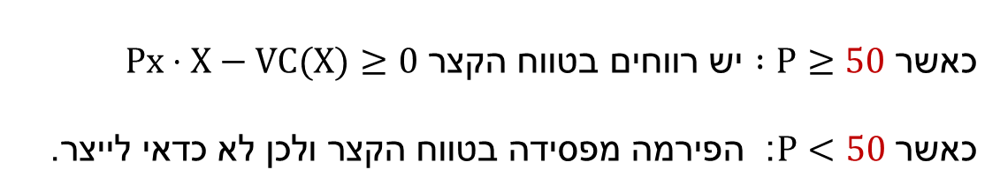 כאשר P ≥ 50 : יש רווחים בטווח הקצר Px · X − VC(X) ≥ 0
כאשר P < 50: הפירמה מפסידה בטווח הקצר ולכן לא כדאי לייצר.